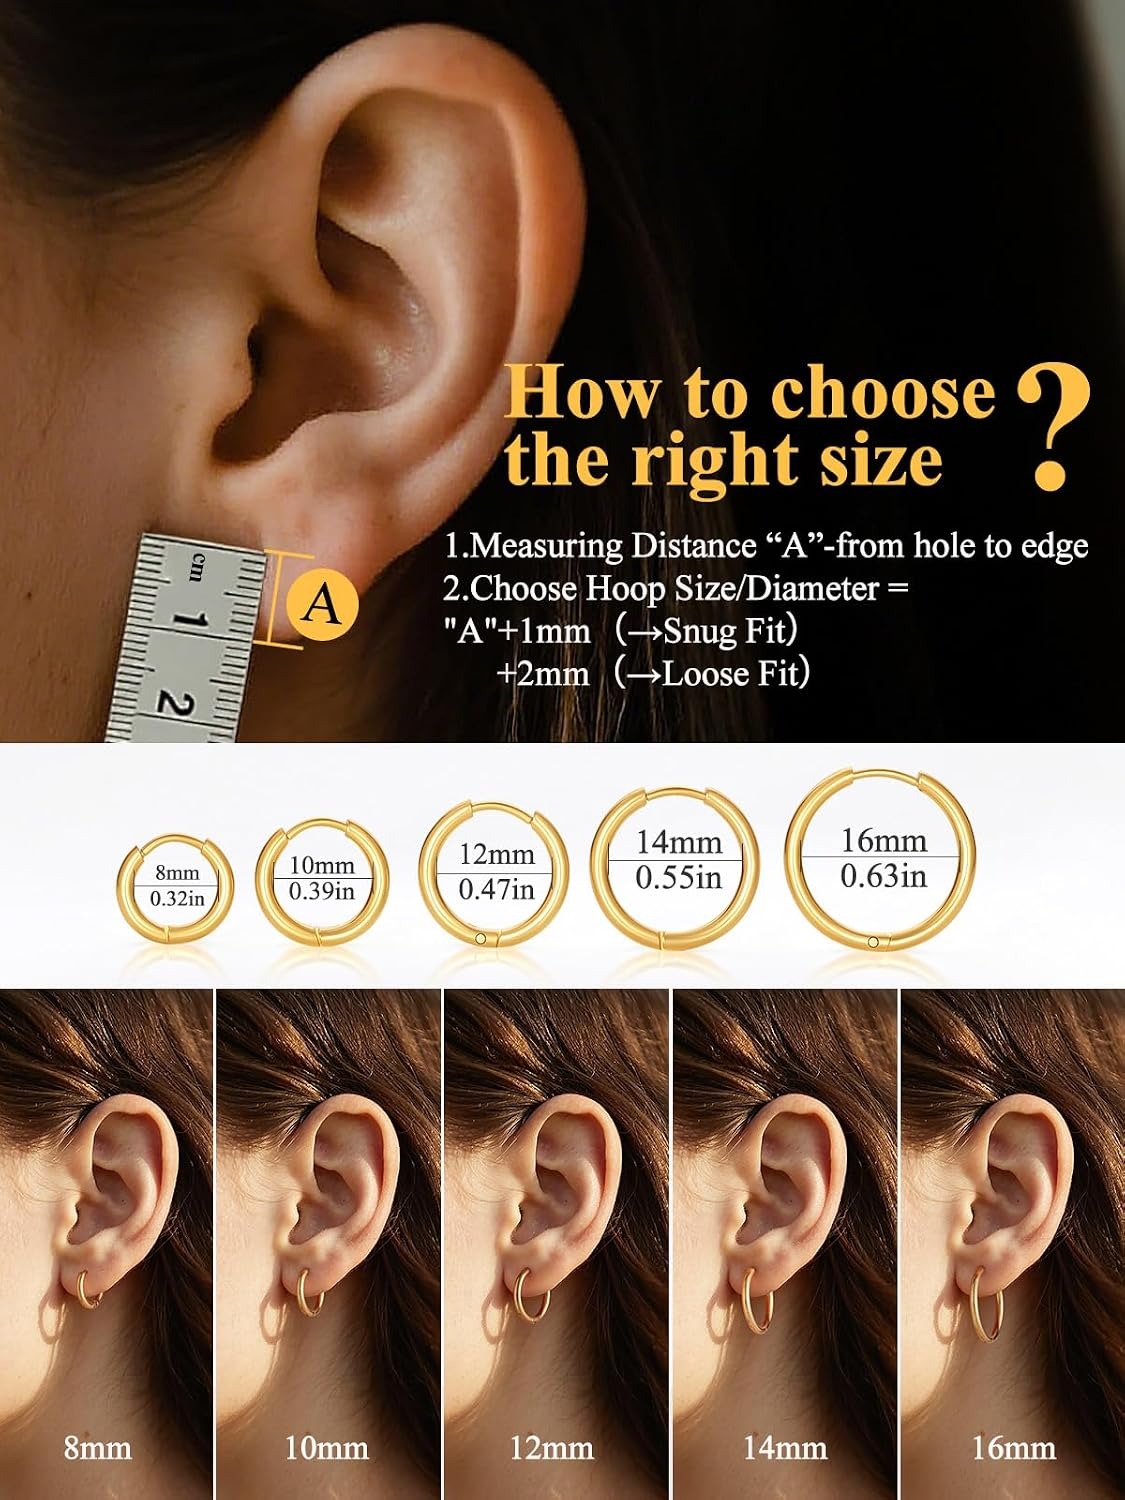 How to choose
the right size ?
cm
1
2
A
1.Measuring Distance “A”-from hole to edge
2.Choose Hoop Size/Diameter =
"A"+1mm (→Snug Fit)
+2mm (→Loose Fit)
8mm
0.32in
10mm
0.39in
12mm
0.47in
14mm
0.55in
16mm
0.63in
8mm
10mm
12mm
14mm
16mm